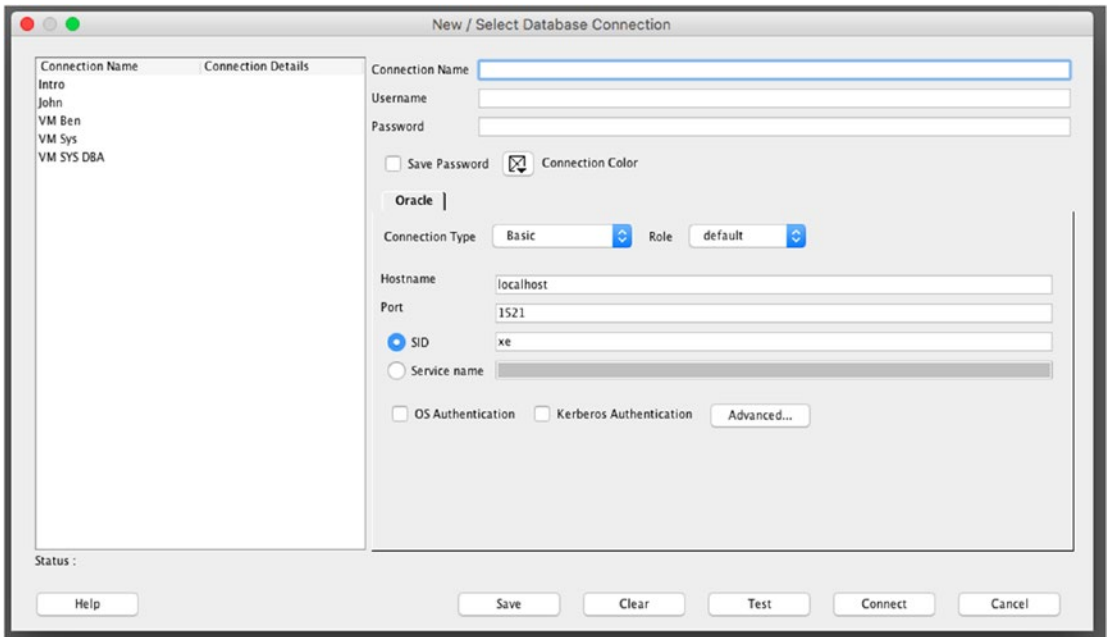 New / Select Database Connection
Connection Name Connection Details
Intro
John
VM Ben
VM Sys
VM SYS DBA
Connection Name
Username
Password
Save Password Connection Color
Oracle
Connection Type Basic Role default
Hostname localhost
Port 1521
SID xe
Service name
OS Authentication Kerberos Authentication Advanced...
Status :
Help Save Clear Test Connect Cancel